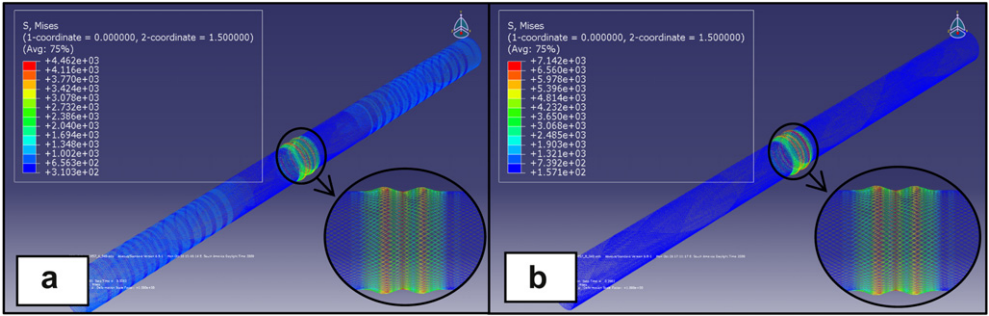 S, Mises
(1-coordinate = 0.000000, 2-coordinate = 1.500000)
(Avg: 75%)
+4.462e+03
+4.116e+03
+3.770e+03
+3.424e+03
+3.078e+03
+2.732e+03
+2.386e+03
+2.040e+03
+1.694e+03
+1.348e+03
+1.002e+03
+6.563e+02
+3.103e+02
a
S, Mises
(1-coordinate = 0.000000, 2-coordinate = 1.500000)
(Avg: 75%)
+7.142e+03
+6.560e+03
+5.978e+03
+5.396e+03
+4.814e+03
+4.232e+03
+3.650e+03
+3.068e+03
+2.485e+03
+1.903e+03
+1.321e+03
+7.392e+02
+1.571e+02
b